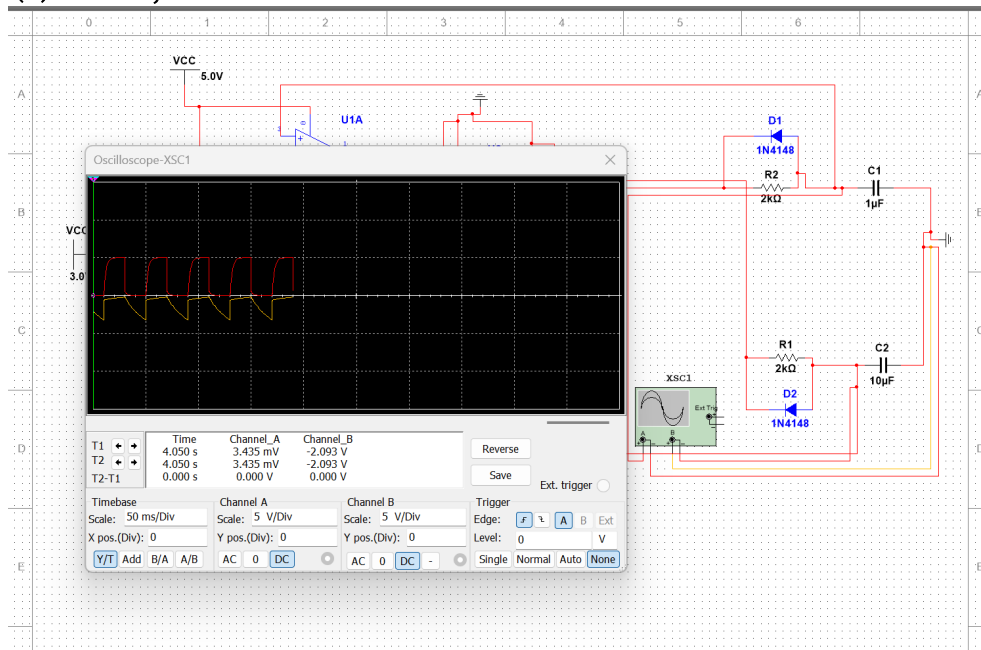 0 1 2 3 4 5 6
VCC
5.0V
A
U1A
D1
1N4148
R2
2kΩ
C1
1µF
Oscilloscope-XSC1
B
VCC
3.0
C
R1
2kΩ
C2
10µF
D2
1N4148
XSC1
Ext Trig
A B
D
Time Channel_A Channel_B
T1 4.050 s 3.435 mV -2.093 V
T2 4.050 s 3.435 mV -2.093 V
T2-T1 0.000 s 0.000 V 0.000 V
Reverse
Save
Ext. trigger
Timebase Channel A Channel B Trigger
Scale: 50 ms/Div Scale: 5 V/Div Scale: 5 V/Div Edge: A B Ext
X pos.(Div): 0 Y pos.(Div): 0 Y pos.(Div): 0 Level: 0 V
Y/T Add B/A A/B AC 0 DC AC 0 DC - Single Normal Auto None
E